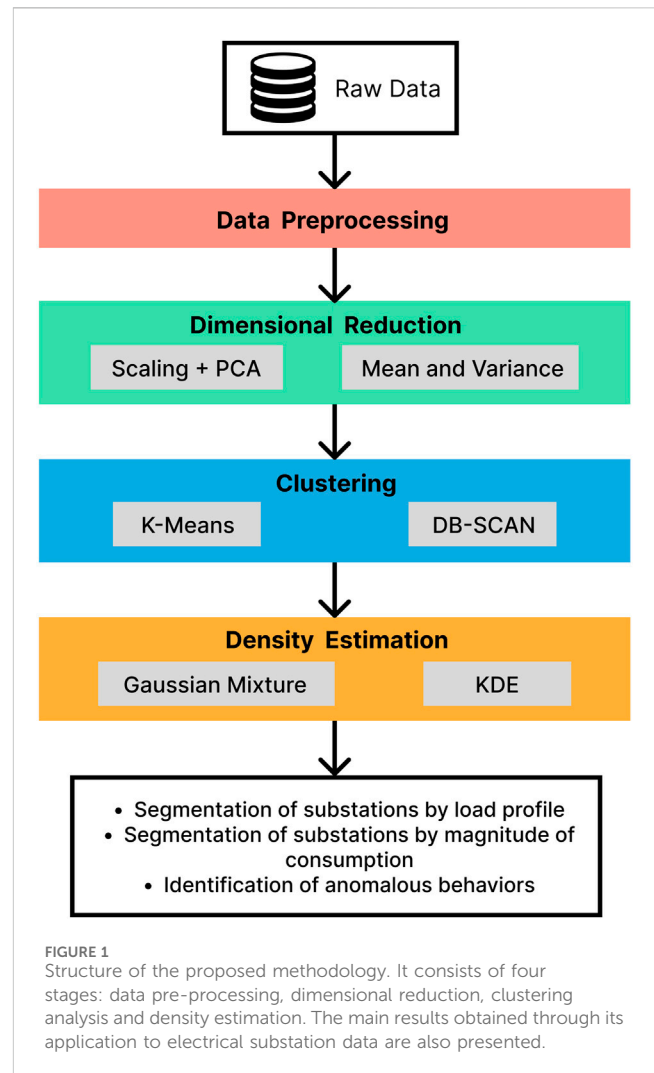 Raw Data
Data Preprocessing
Dimensional Reduction
Scaling + PCA
Mean and Variance
Clustering
K-Means
DB-SCAN
Density Estimation
Gaussian Mixture
KDE
• Segmentation of substations by load profile
• Segmentation of substations by magnitude of
consumption
• Identification of anomalous behaviors
FIGURE 1
Structure of the proposed methodology. It consists of four
stages: data pre-processing, dimensional reduction, clustering
analysis and density estimation. The main results obtained through its
application to electrical substation data are also presented.